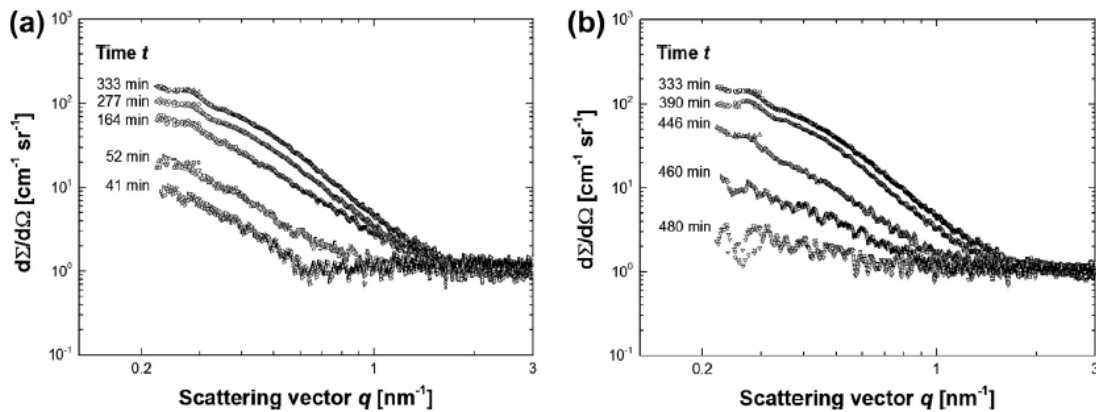 (a)
10³
10²
10¹
10⁰
10⁻¹
dΣ/dΩ [cm⁻¹ sr⁻¹]
Time t
333 min
277 min
164 min
52 min
41 min
0.2 1 3
Scattering vector q [nm⁻¹]
(b)
10³
10²
10¹
10⁰
10⁻¹
dΣ/dΩ [cm⁻¹ sr⁻¹]
Time t
333 min
390 min
446 min
460 min
480 min
0.2 1 3
Scattering vector q [nm⁻¹]